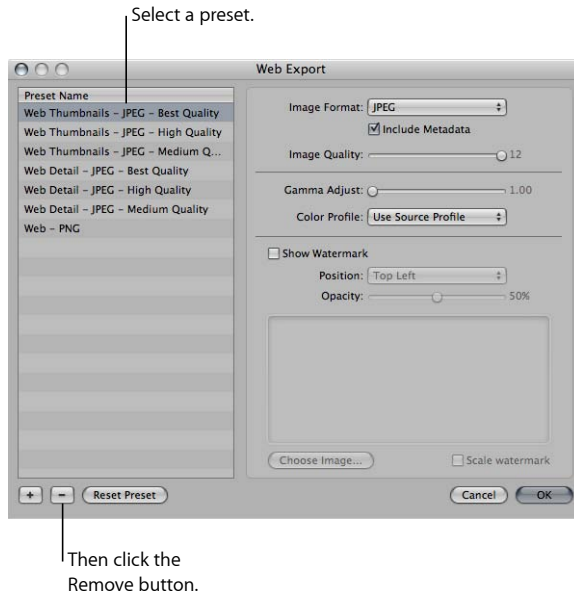 Select a preset.
Web Export
Preset Name
Web Thumbnails – JPEG – Best Quality
Web Thumbnails – JPEG – High Quality
Web Thumbnails – JPEG – Medium Q...
Web Detail – JPEG – Best Quality
Web Detail – JPEG – High Quality
Web Detail – JPEG – Medium Quality
Web – PNG
Image Format: JPEG
Include Metadata
Image Quality: 12
Gamma Adjust: 1.00
Color Profile: Use Source Profile
Show Watermark
Position: Top Left
Opacity: 50%
Choose Image... Scale watermark
+ – Reset Preset Cancel OK
Then click the
Remove button.